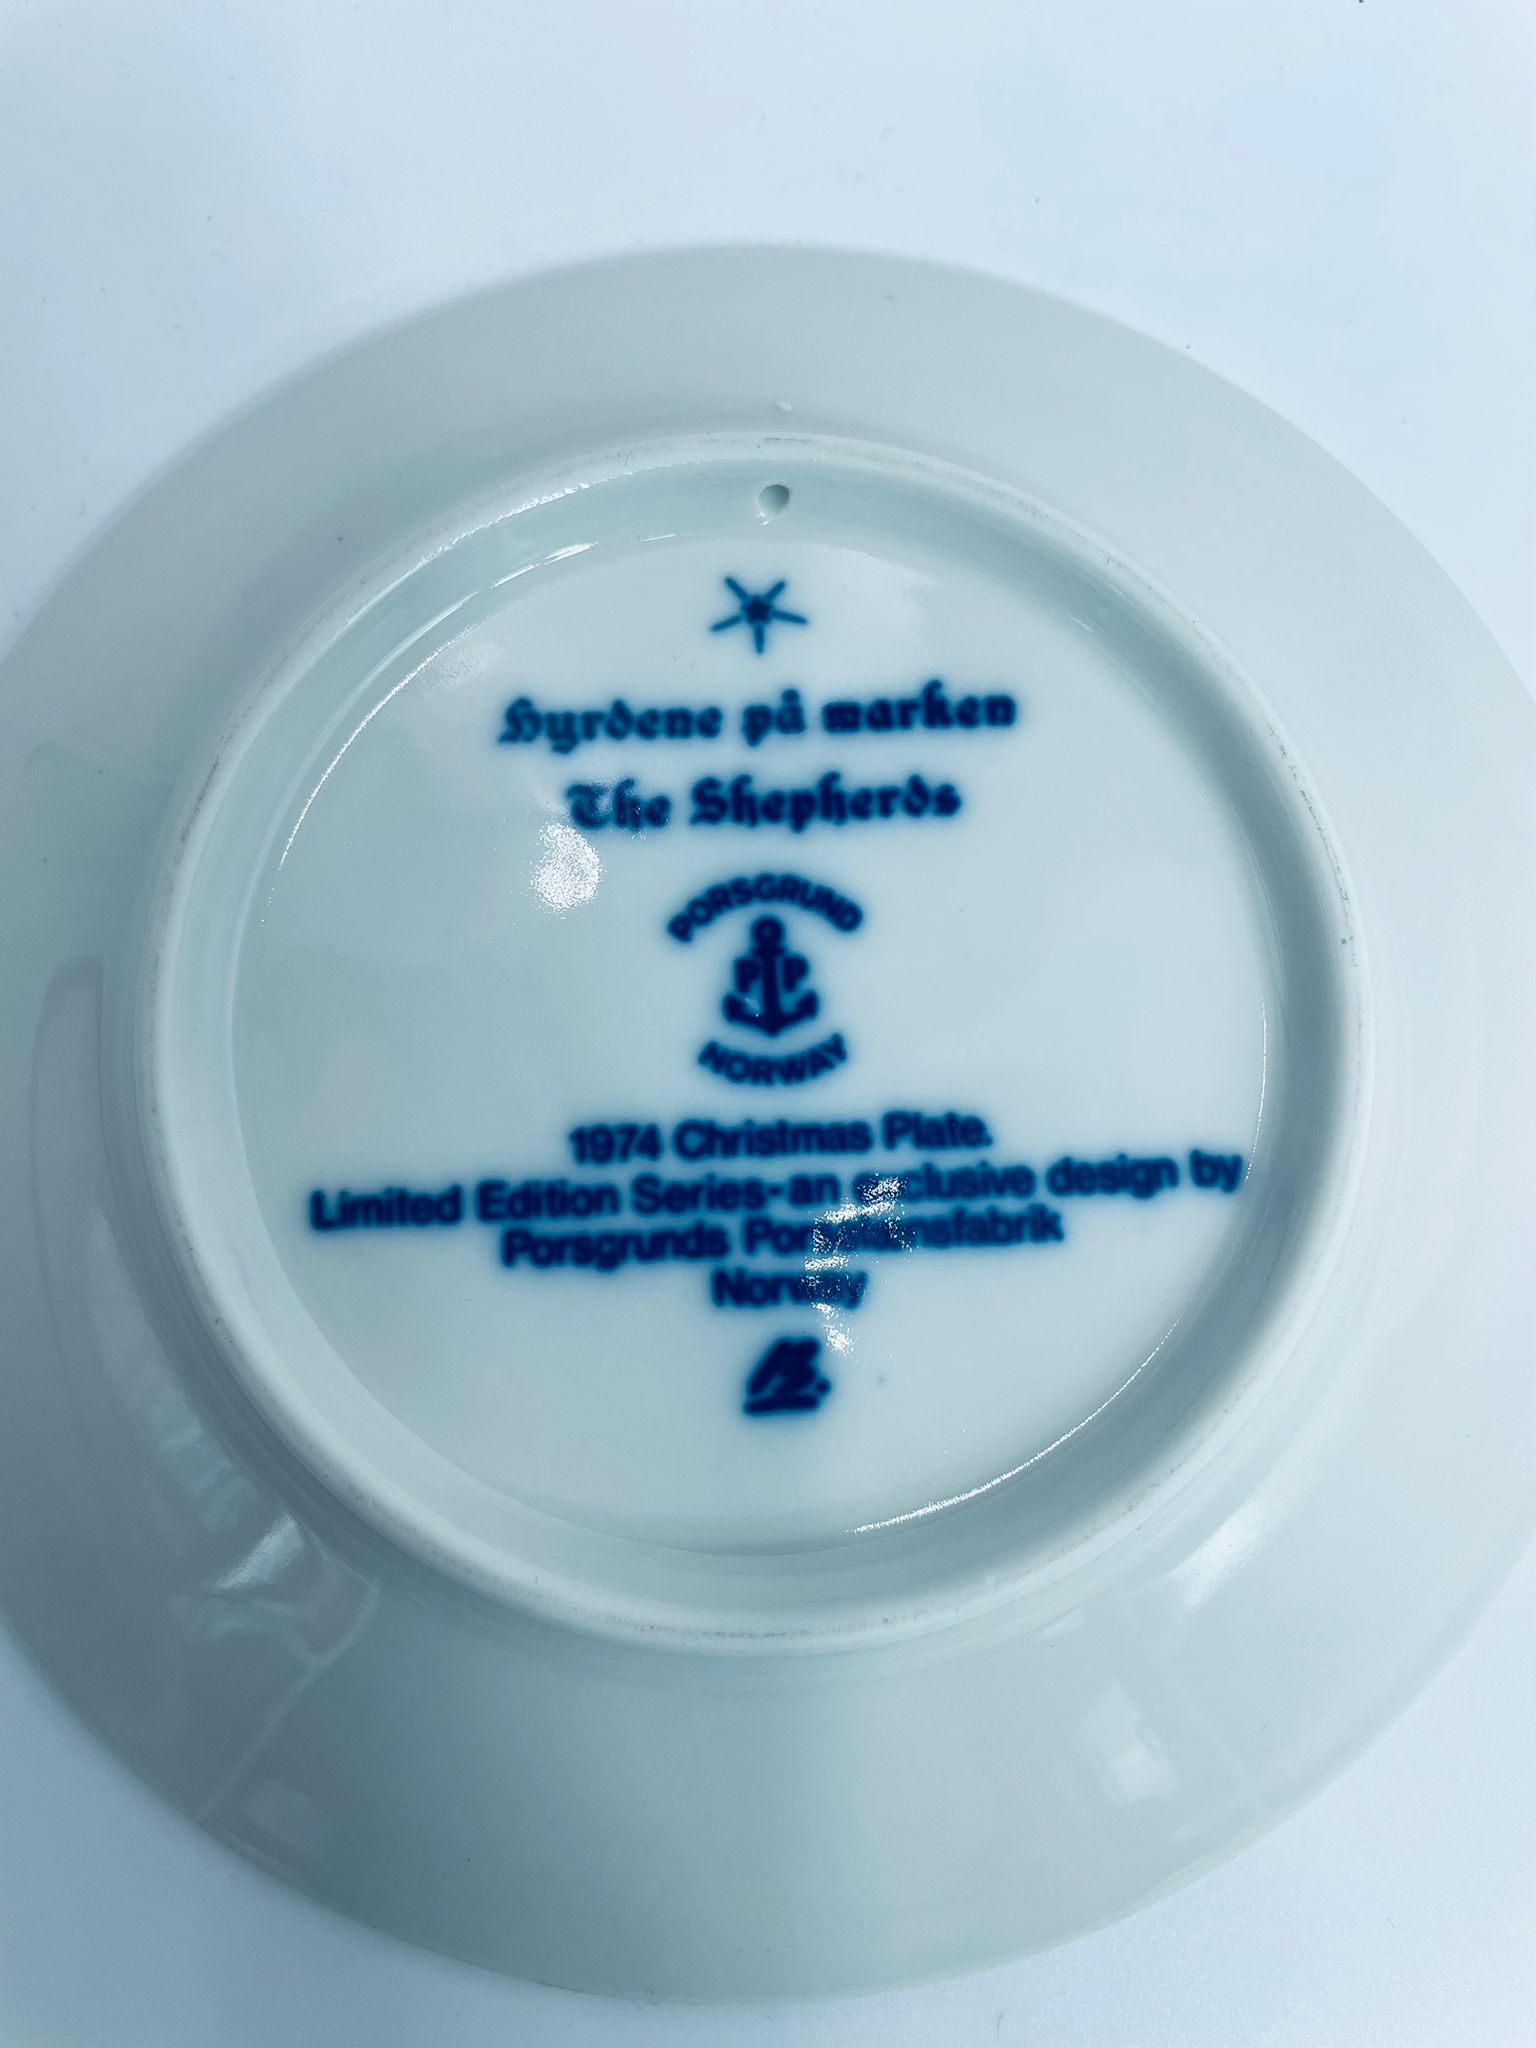 Hyrdene på marken
The Shepherds
PORSGRUND
P P
NORWAY
1974 Christmas Plate.
Limited Edition Series-an exclusive design by
Porsgrunds Porselænsfabrik
Norway